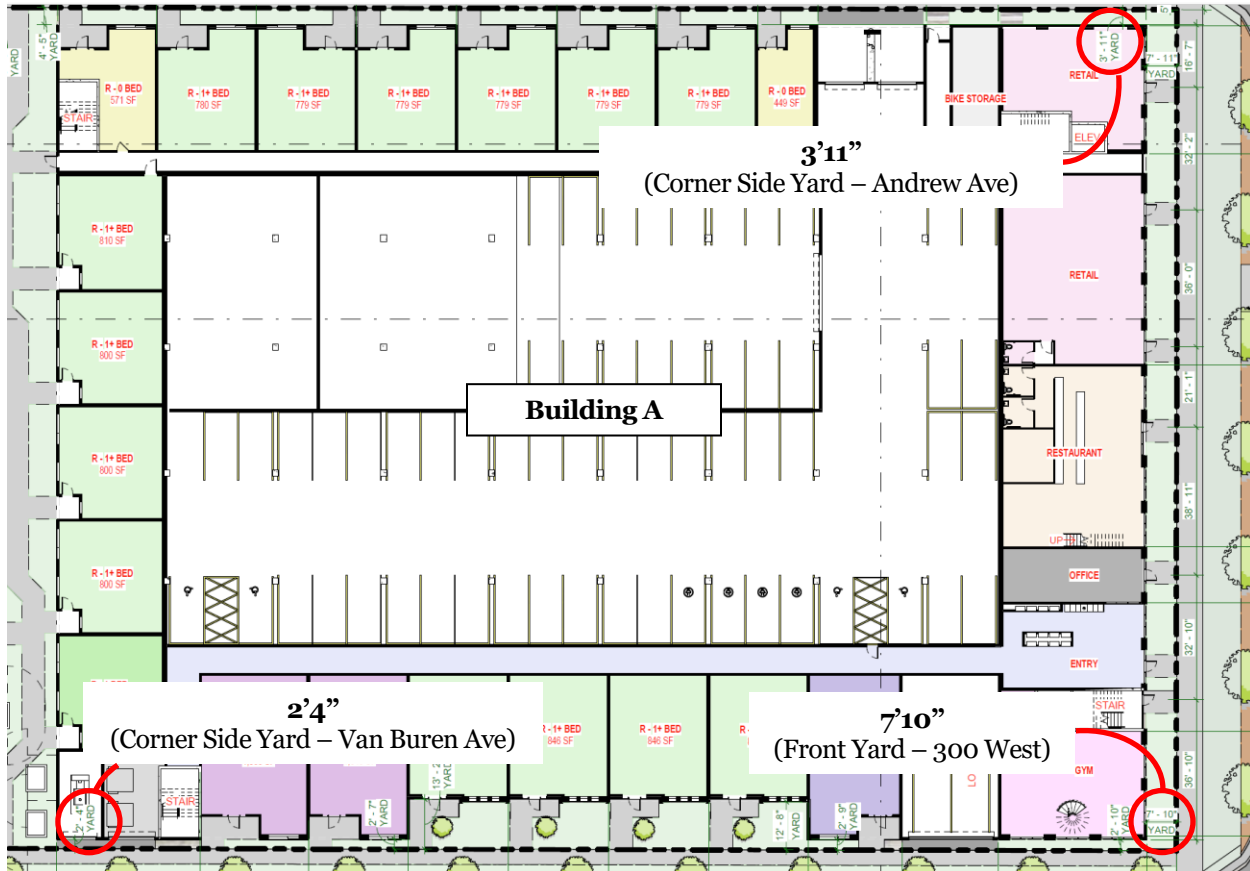 YARD
4' - 5"
YARD
5'
3' - 11"
YARD
7' - 11"
YARD
16' - 7"
R - 0 BED
571 SF
STAIR
R - 1+ BED
780 SF
R - 1+ BED
779 SF
R - 1+ BED
779 SF
R - 1+ BED
779 SF
R - 1+ BED
779 SF
R - 0 BED
449 SF
BIKE STORAGE
RETAIL
ELEV
32' - 2"
3’11”
(Corner Side Yard – Andrew Ave)
R - 1+ BED
810 SF
RETAIL
36' - 0"
R - 1+ BED
800 SF
21' - 1"
Building A
R - 1+ BED
800 SF
RESTAURANT
38' - 11"
UP
R - 1+ BED
800 SF
OFFICE
32' - 10"
ENTRY
2’4”
(Corner Side Yard – Van Buren Ave)
- 1+ BED
846 SF
R - 1+ BED
846 SF
7’10”
(Front Yard – 300 West)
STAIR
GYM
36' - 10"
STAIR
2' - 4"
YARD
2' - 7"
YARD
YARD
12' - 8"
YARD
2' - 9"
YARD
2' - 10"
YARD
7' - 10"
YARD